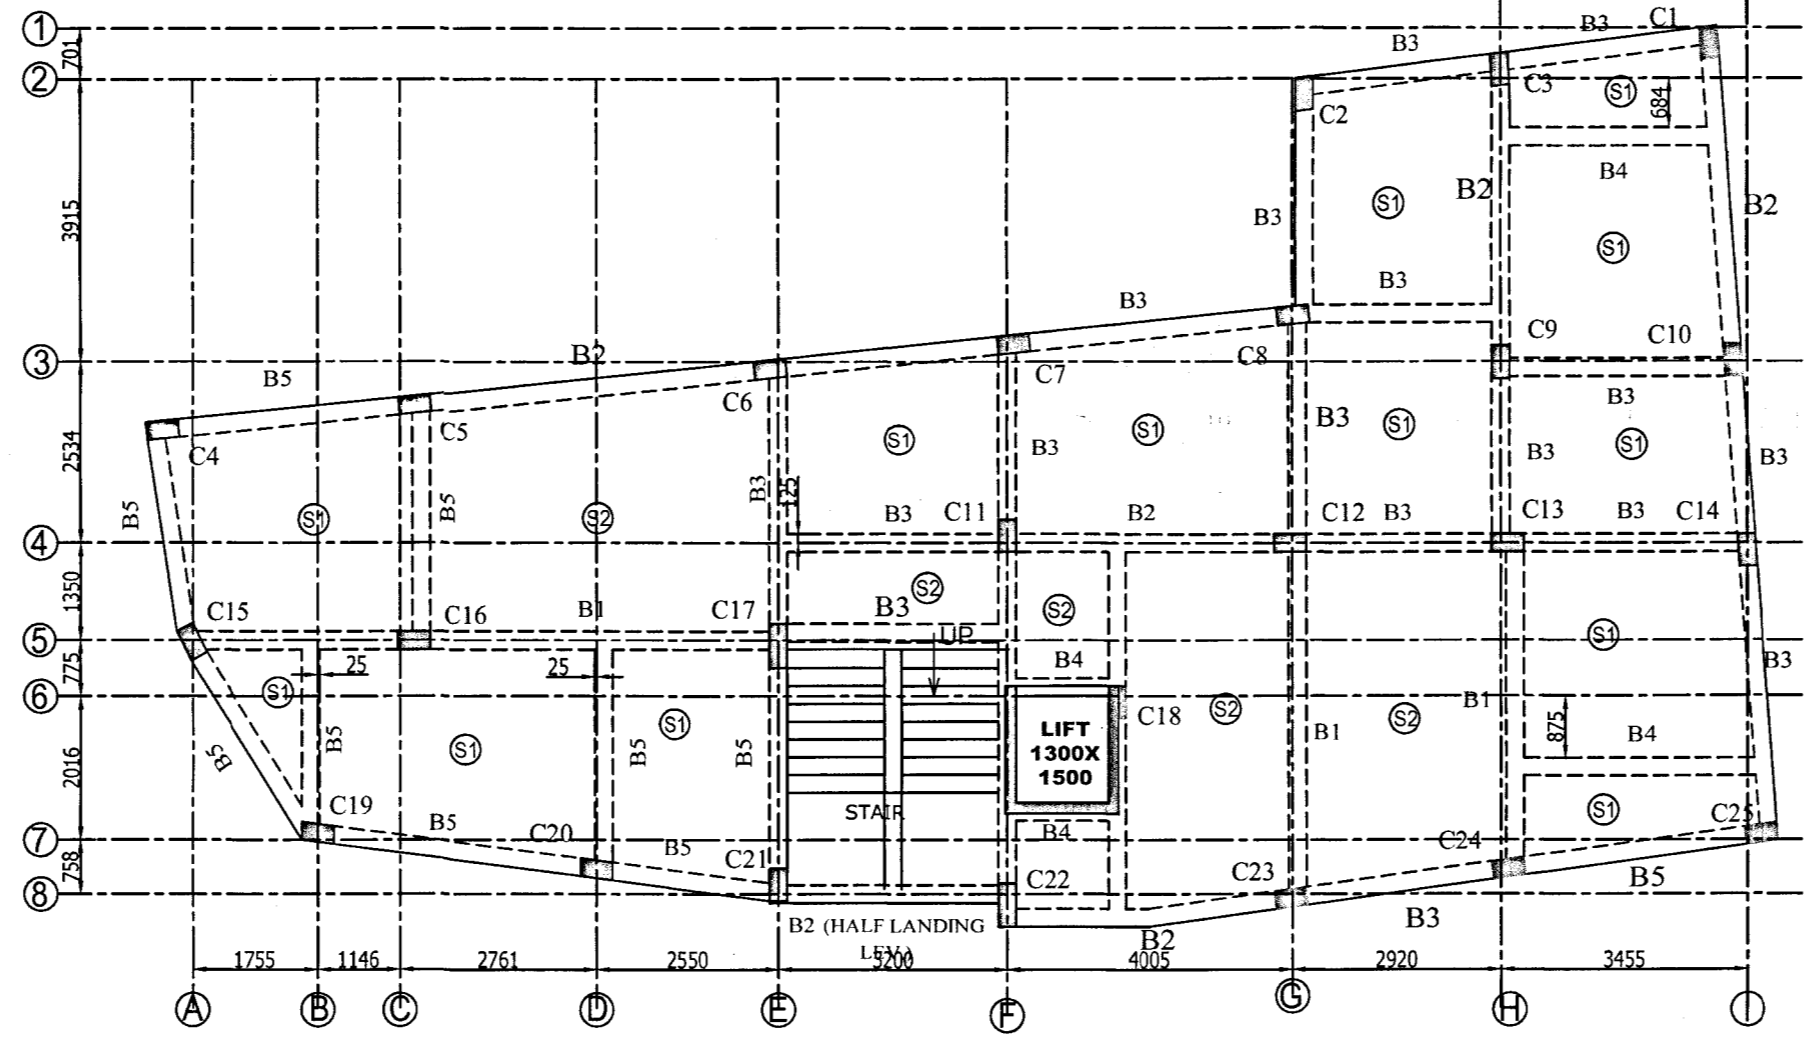 1
B3
C1
B3
701
2
C3
S1
684
C2
B4
B2
S1
B2
3915
B3
S1
B3
B3
C9
C10
B2
C8
3
B5
C7
C6
B3
B3
S1
S1
B3
S1
C5
B3
B3
B3
2534
C4
B3
125
B5
B5
S1
S2
B3
C11
B2
C12
B3
C13
B3
C14
4
S2
1350
C15
C16
B1
C17
B3
S2
S1
UP
5
25
25
B4
B3
775
S1
6
S1
LIFT
1300X
1500
C18
S2
S2
B1
B5
S1
B5
B5
B1
875
B4
B5
2016
STAIR
C19
B5
C20
B5
B4
S1
C25
7
C21
C24
758
C22
C23
B5
8
B2 (HALF LANDING
LEV.)
B2
B3
1755
1146
2761
2550
3200
4005
2920
3455
A
B
C
D
E
F
G
H
I